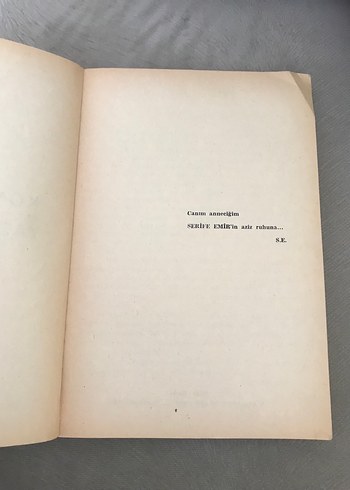 Canım anneciğim
ŞERİFE EMİR'in aziz ruhuna...
S.E.